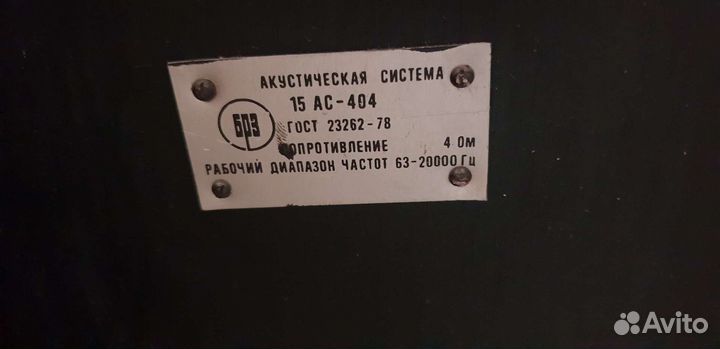 АКУСТИЧЕСКАЯ СИСТЕМА
15 АС-404
БРЗ
ГОСТ 23262-78
СОПРОТИВЛЕНИЕ 4 Ом
РАБОЧИЙ ДИАПАЗОН ЧАСТОТ 63-20000 Гц
Avito